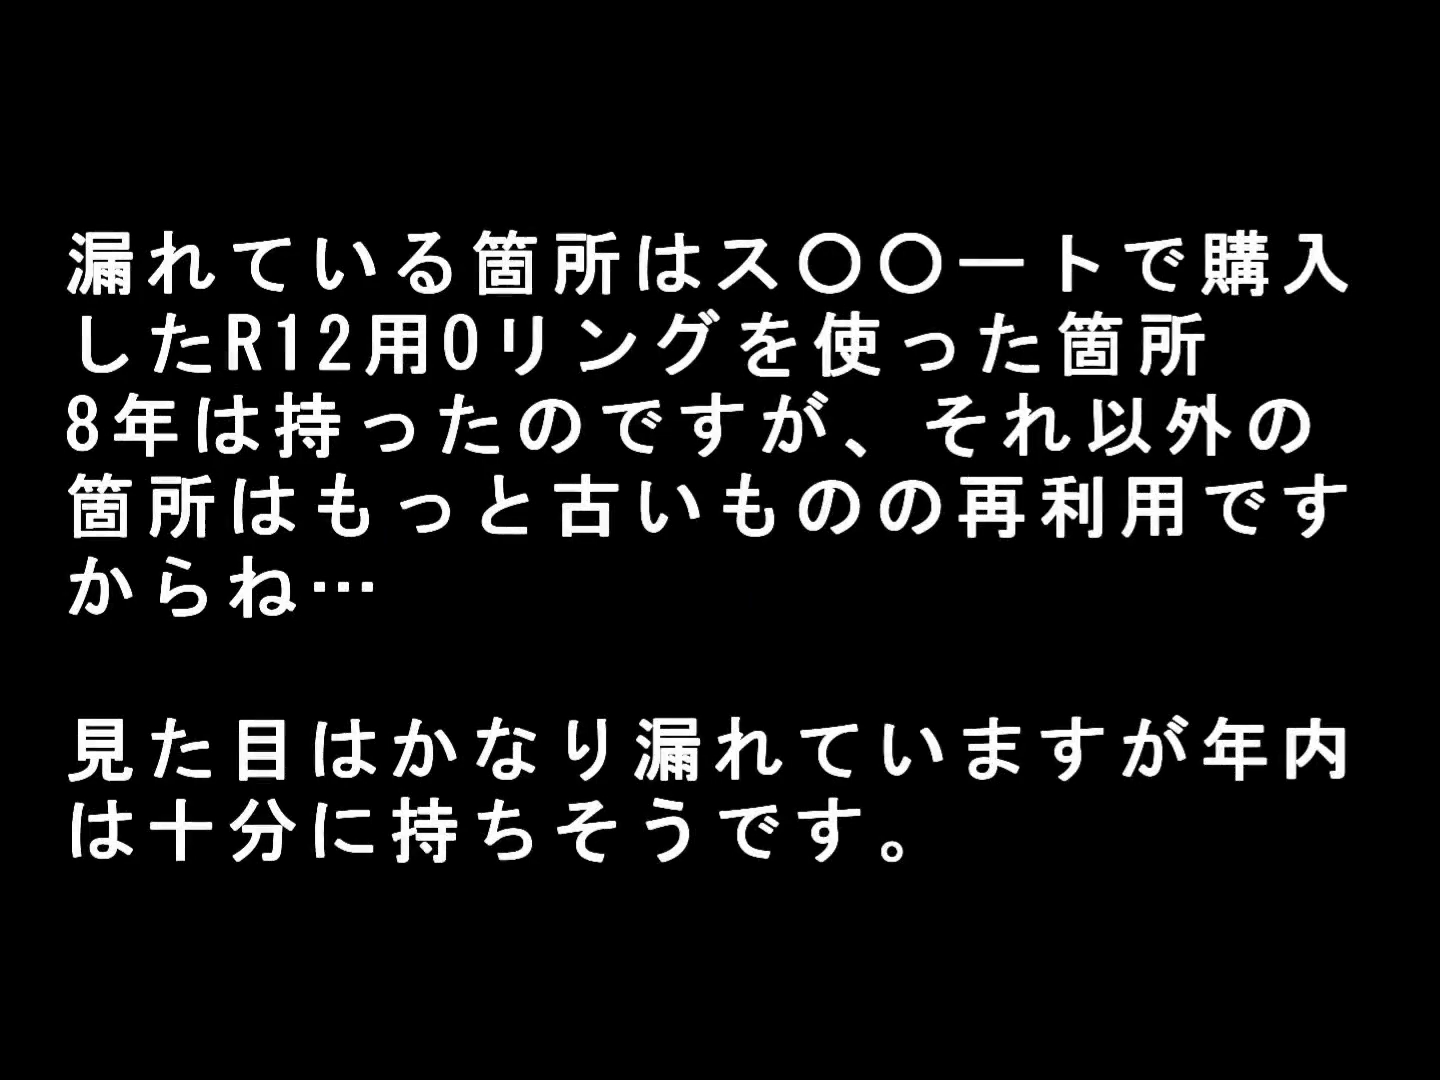 漏れている箇所はス〇〇ートで購入
したR12用Oリングを使った箇所
8年は持ったのですが、それ以外の
箇所はもっと古いものの再利用です
からね…
見た目はかなり漏れていますが年内
は十分に持ちそうです。